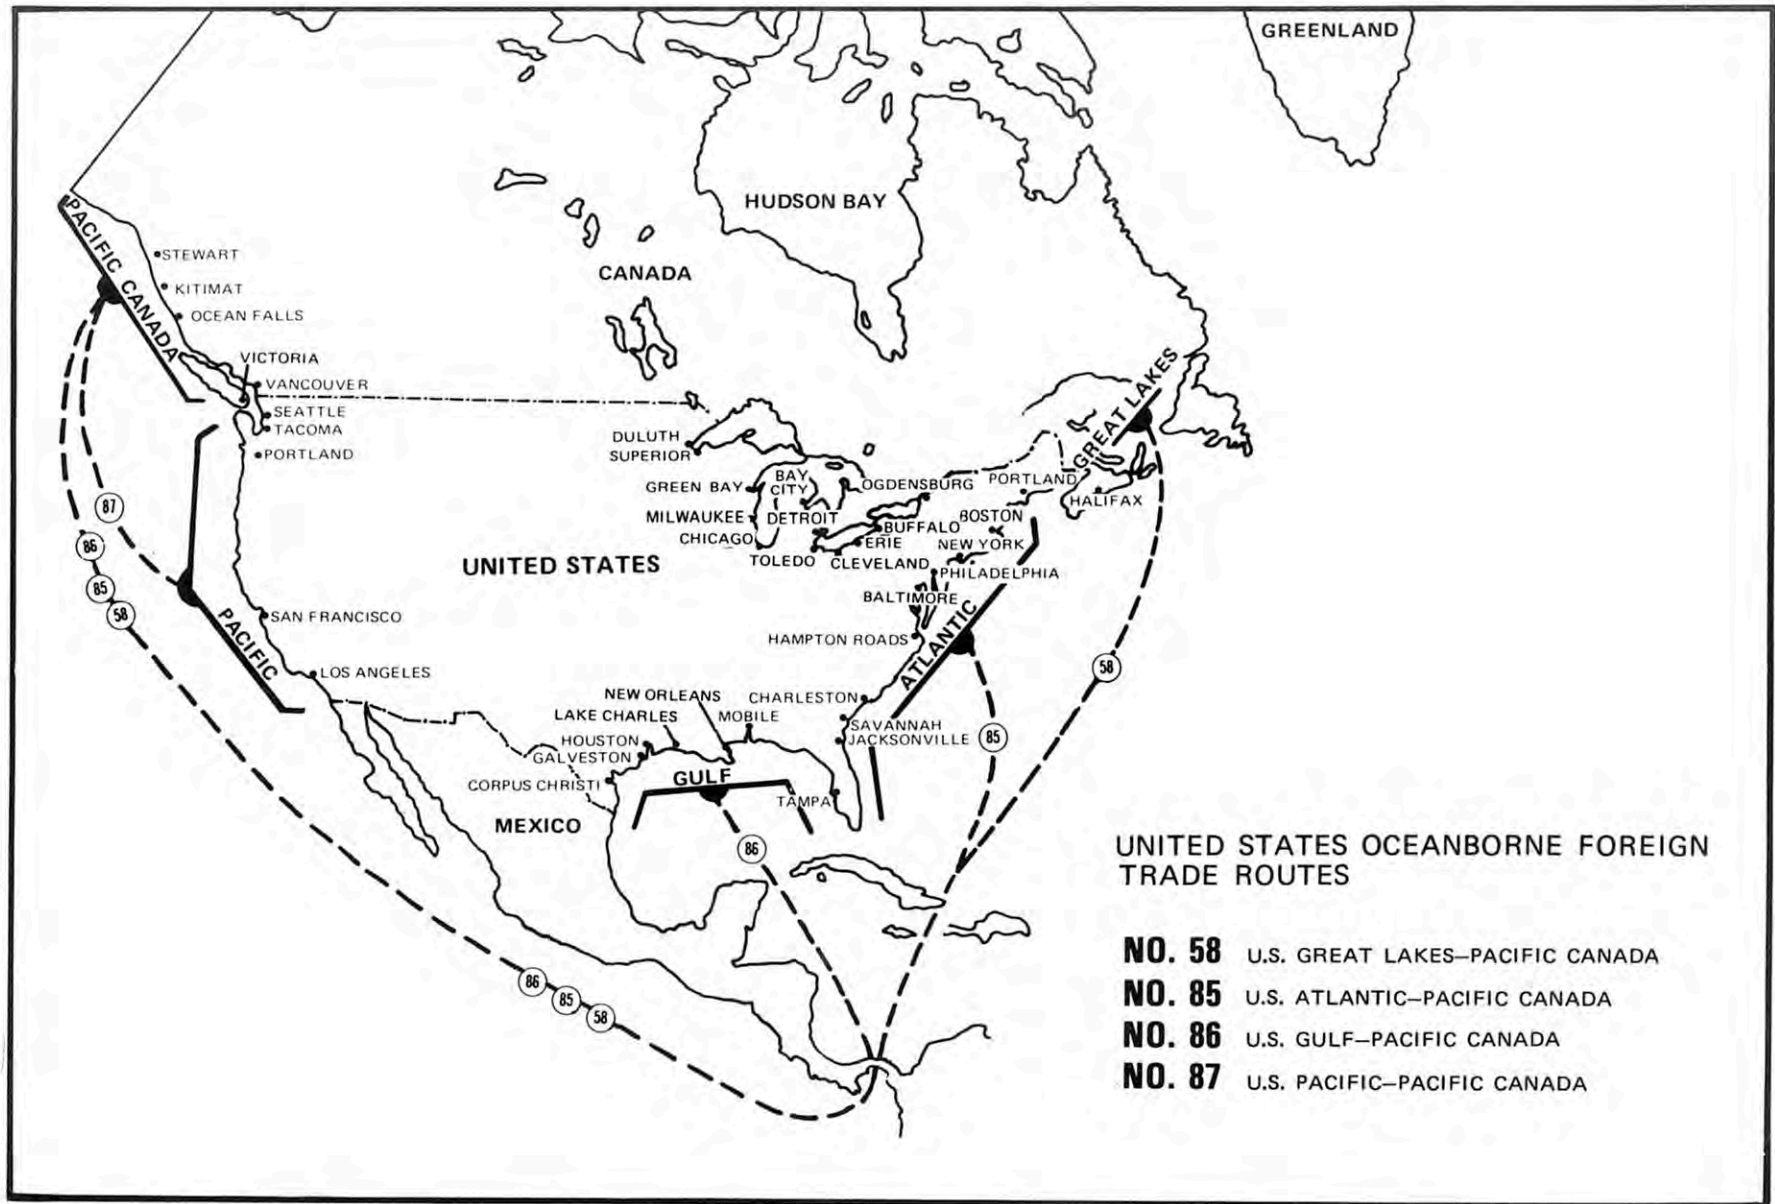 GREENLAND
HUDSON BAY
PACIFIC CANADA
STEWART
CANADA
KITIMAT
OCEAN FALLS
VICTORIA
VANCOUVER
GREAT LAKES
SEATTLE
TACOMA
PORTLAND
DULUTH
SUPERIOR
GREEN BAY
BAY
CITY
OGDENSBURG
PORTLAND
HALIFAX
87
MILWAUKEE
DETROIT
BUFFALO
BOSTON
CHICAGO
ERIE
NEW YORK
86
TOLEDO
CLEVELAND
UNITED STATES
PHILADELPHIA
85
BALTIMORE
58
SAN FRANCISCO
PACIFIC
HAMPTON ROADS
ATLANTIC
LOS ANGELES
58
NEW ORLEANS
CHARLESTON
LAKE CHARLES
MOBILE
SAVANNAH
HOUSTON
JACKSONVILLE
85
GALVESTON
GULF
CORPUS CHRISTI
TAMPA
MEXICO
86
UNITED STATES OCEANBORNE FOREIGN
TRADE ROUTES
NO. 58 U.S. GREAT LAKES–PACIFIC CANADA
NO. 85 U.S. ATLANTIC–PACIFIC CANADA
NO. 86 U.S. GULF–PACIFIC CANADA
NO. 87 U.S. PACIFIC–PACIFIC CANADA
86
85
58